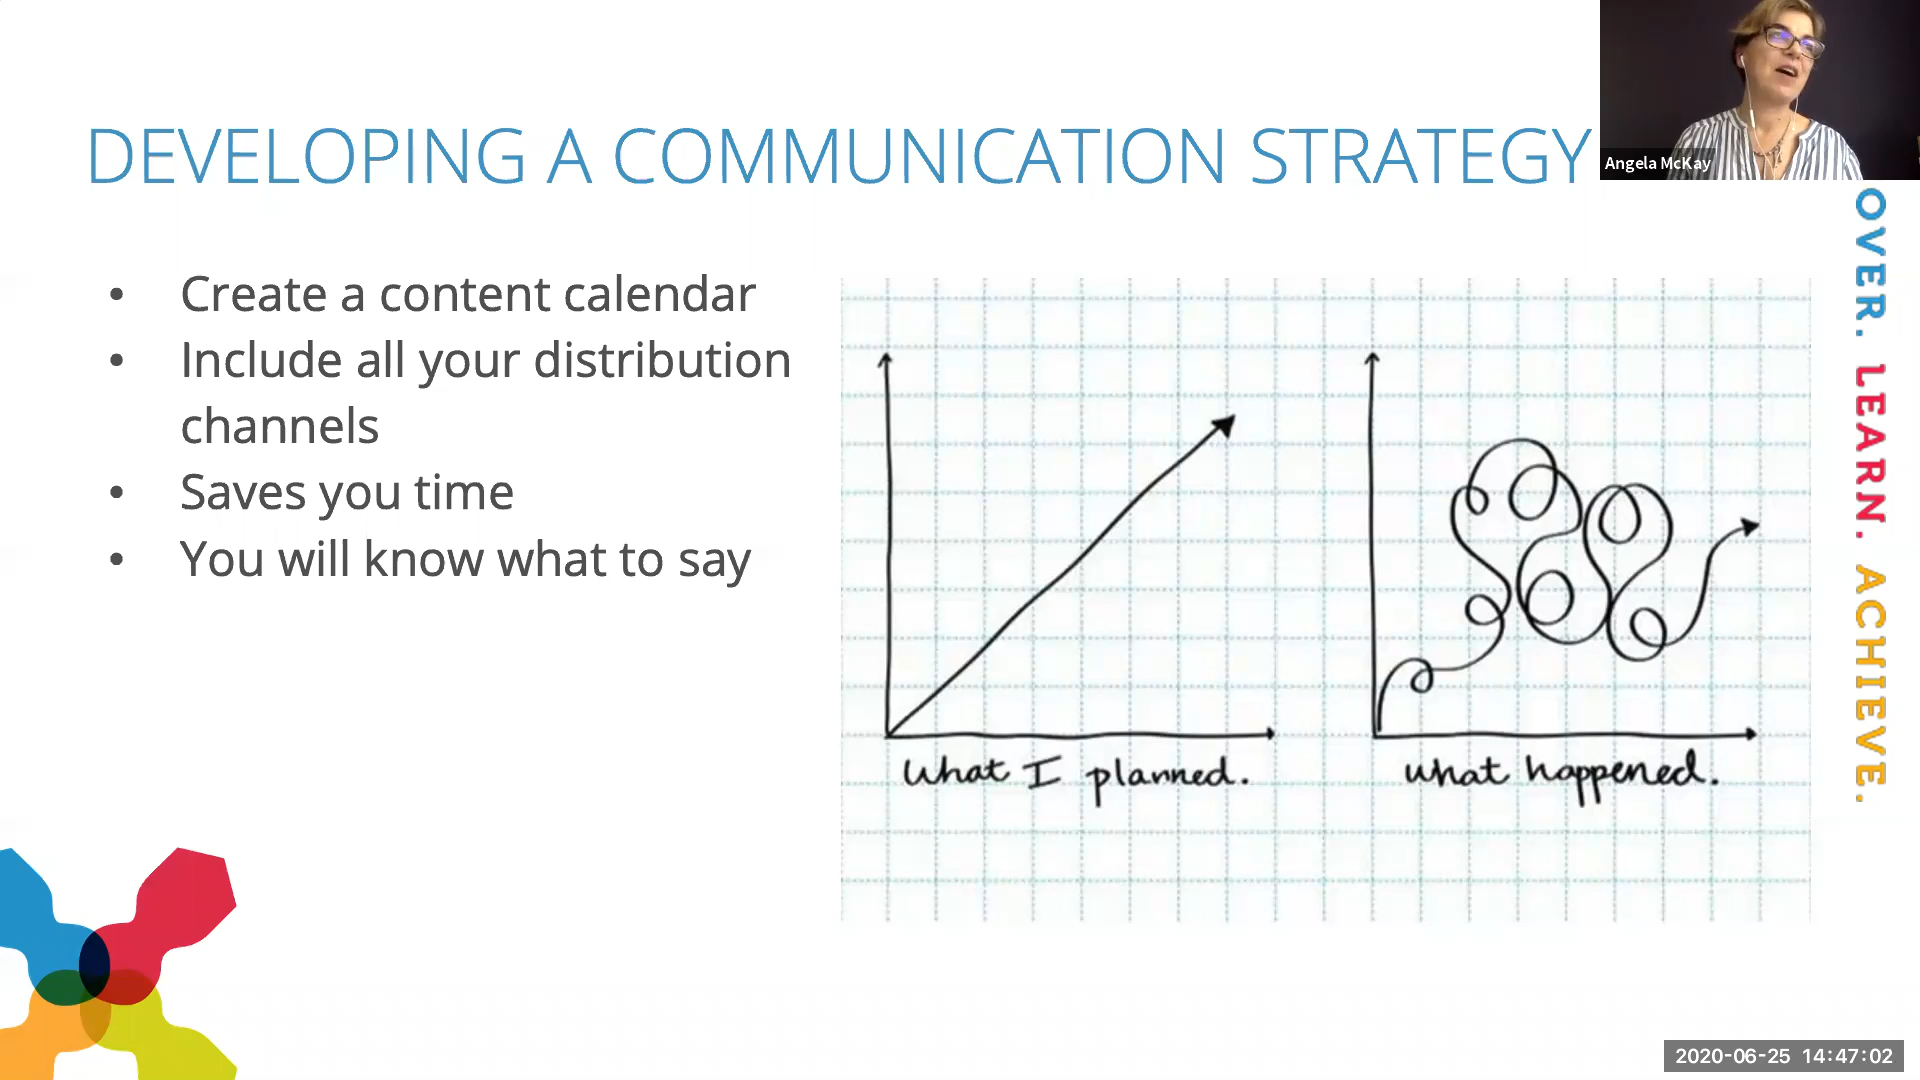 DEVELOPING A COMMUNICATION STRATEGY
Angela McKay
• Create a content calendar
• Include all your distribution
channels
• Saves you time
• You will know what to say
What I planned.
what happened.
OVER. LEARN. ACHIEVE.
2020-06-25 14:47:02